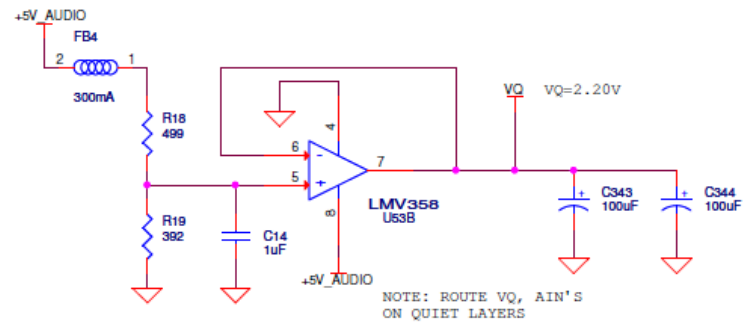 +5V_AUDIO
FB4
2
1
300mA
R18
499
R19
392
C14
1uF
4
6
-
5
+
7
8
LMV358
U53B
+5V_AUDIO
VQ
VQ=2.20V
+
C343
100uF
+
C344
100uF
NOTE: ROUTE VQ, AIN'S
ON QUIET LAYERS